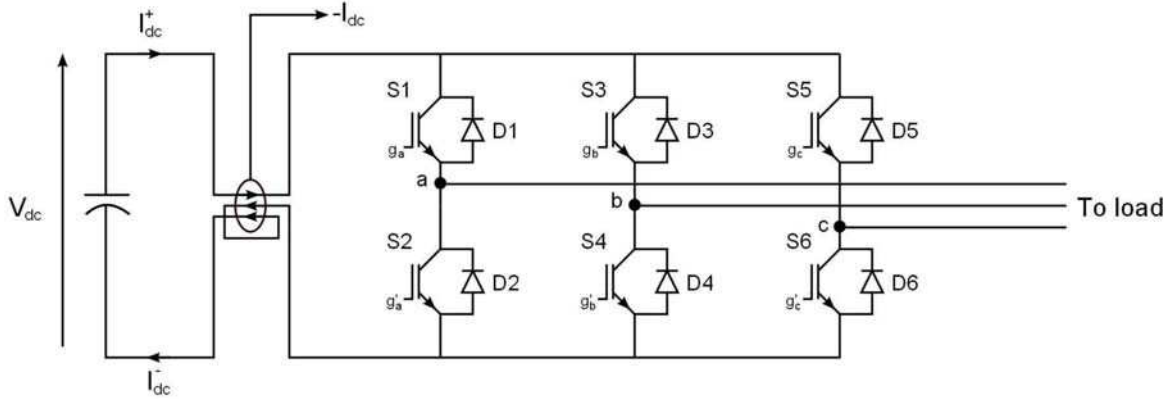 I⁺dc
-Idc
S1
S3
S5
D1
D3
D5
ga
gb
gc
a
b
c
Vdc
To load
S2
S4
S6
D2
D4
D6
g'a
g'b
g'c
I⁻dc